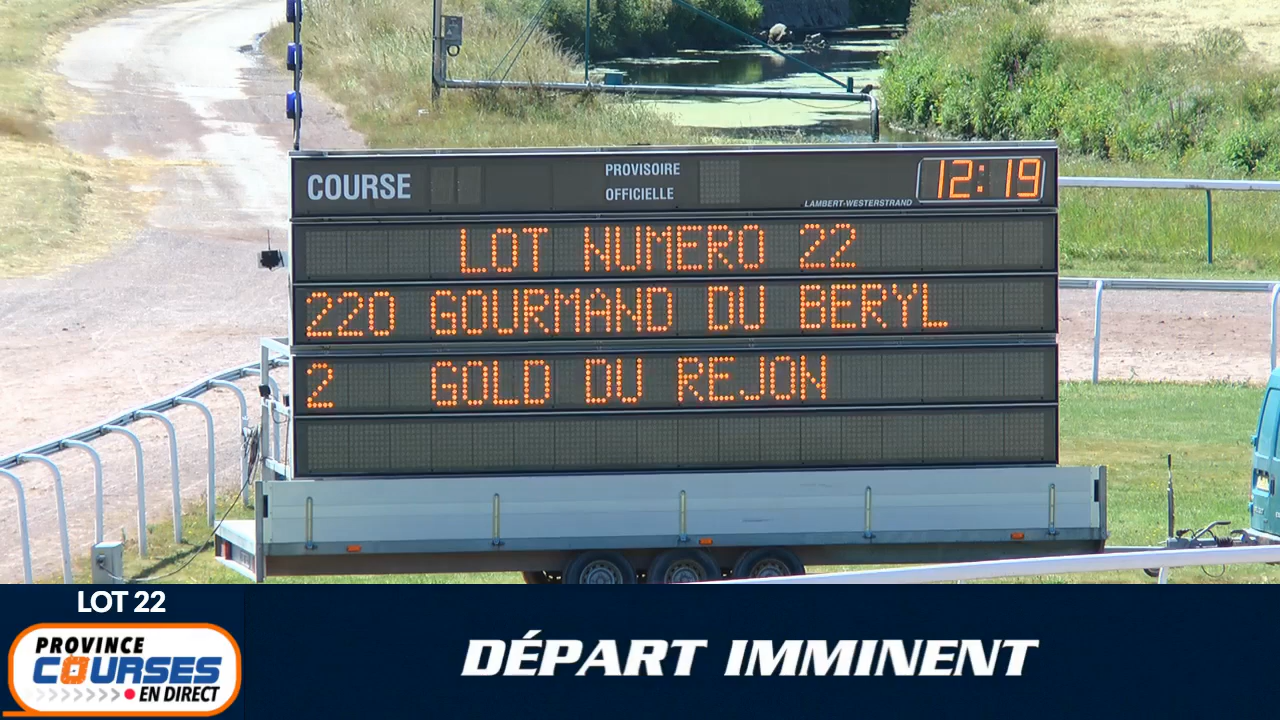 COURSE
PROVISOIRE
OFFICIELLE
LAMBERT-WESTERSTRAND
12:19
LOT NUMERO 22
220 GOURMAND DU BERYL
2 GOLD DU REJON
LOT 22
PROVINCE
COURSES
EN DIRECT
DÉPART IMMINENT